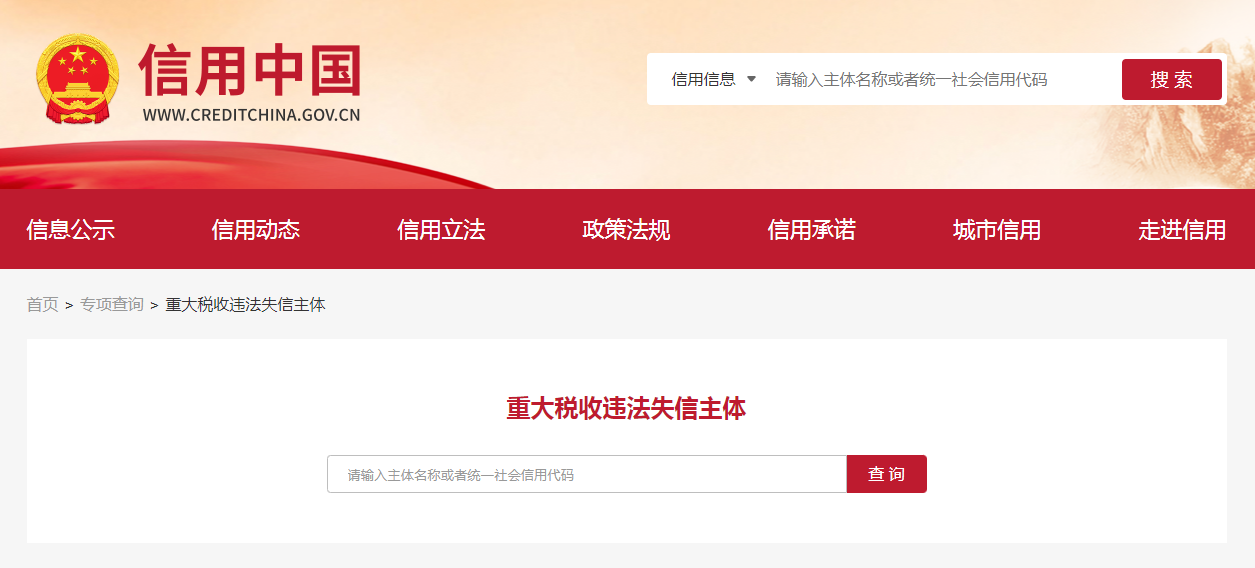 信用中国
WWW.CREDITCHINA.GOV.CN
信用信息 请输入主体名称或者统一社会信用代码 搜索
信息公示 信用动态 信用立法 政策法规 信用承诺 城市信用 走进信用
首页 > 专项查询 > 重大税收违法失信主体
重大税收违法失信主体
请输入主体名称或者统一社会信用代码 查询